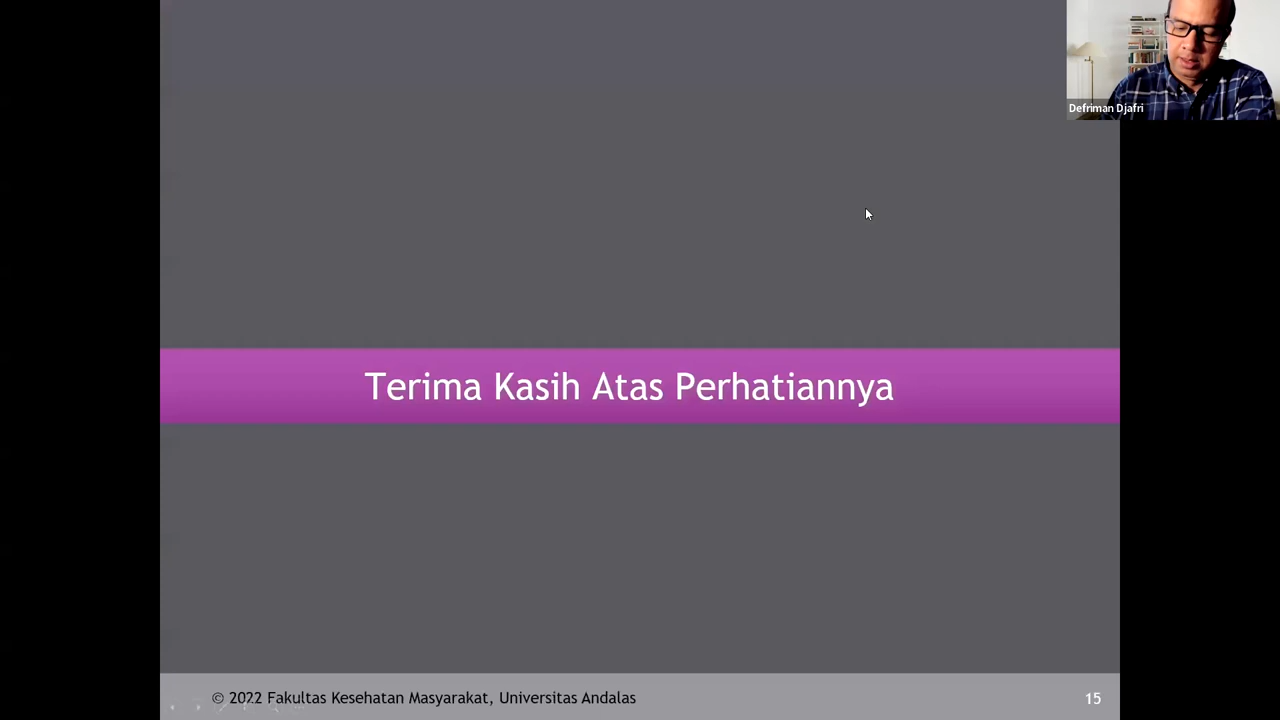 Defriman Djafri
Terima Kasih Atas Perhatiannya
© 2022 Fakultas Kesehatan Masyarakat, Universitas Andalas
15